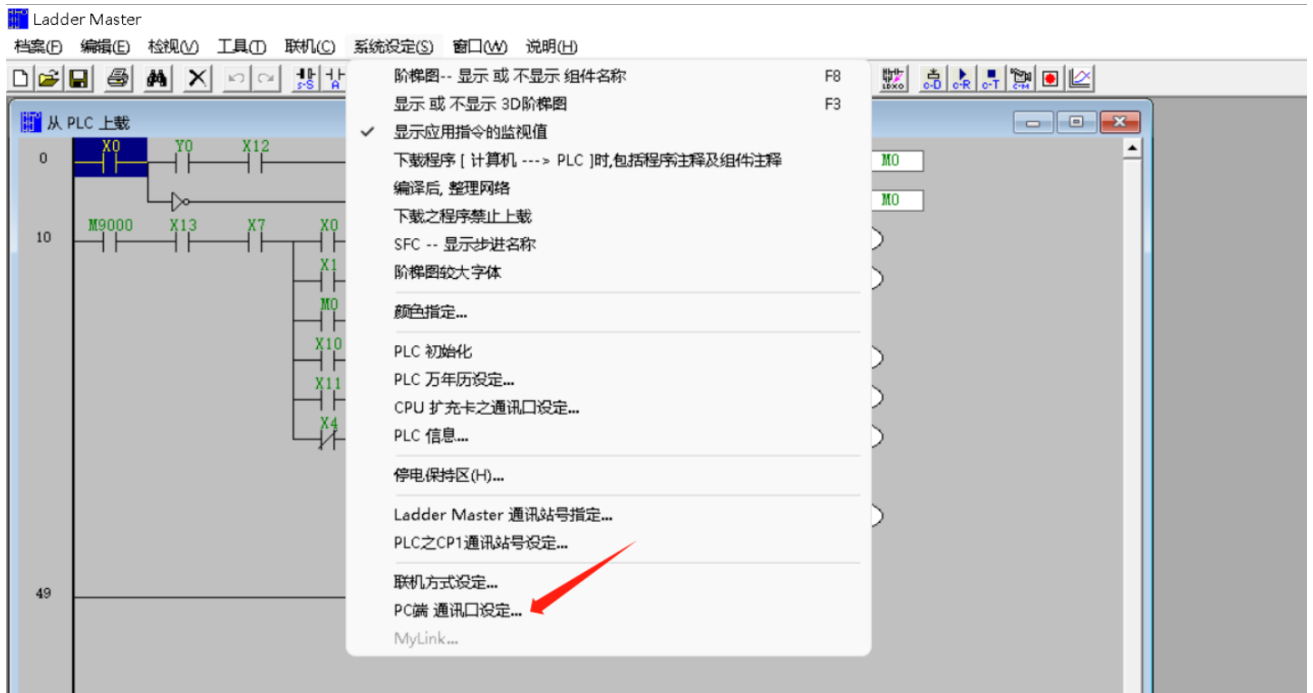 Ladder Master
档案(F) 编辑(E) 检视(V) 工具(T) 联机(C) 系统设定(S) 窗口(W) 说明(H)
阶梯图-- 显示 或 不显示 组件名称 F8
显示 或 不显示 3D阶梯图 F3
显示应用指令的监视值
下载程序 [ 计算机 ---> PLC ]时,包括程序注释及组件注释
编译后, 整理网络
下载之程序禁止上载
SFC -- 显示步进名称
阶梯图较大字体
颜色指定...
PLC 初始化
PLC 万年历设定...
CPU 扩充卡之通讯口设定...
PLC 信息...
停电保持区(H)...
Ladder Master 通讯站号指定...
PLC之CP1通讯站号设定...
联机方式设定...
PC端 通讯口设定...
MyLink...
S-S A LDXO C-D C-R C-T C-M
从 PLC 上载
X0 Y0 X12
0 M0
M0
M9000 X13 X7 X0
10
X1
M0
X10
X11
X4
49